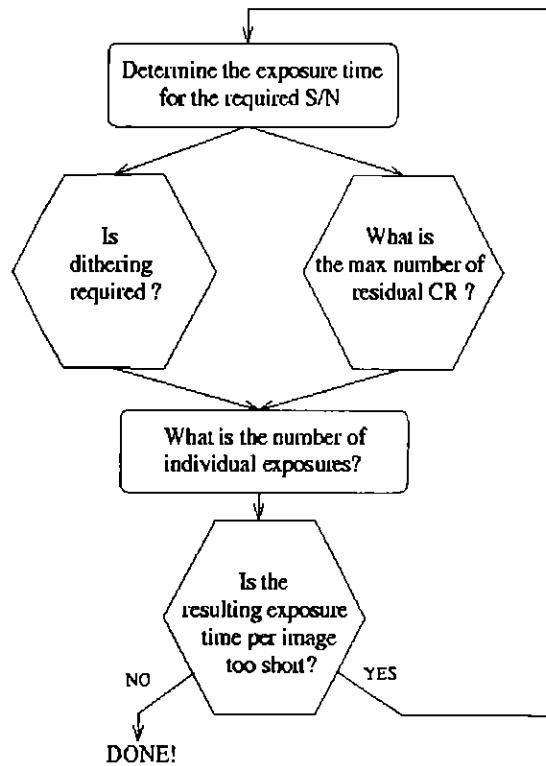 Determine the exposure time
for the required S/N
Is
dithering
required ?
What is
the max number of
residual CR ?
What is the number of
individual exposures?
Is the
resulting exposure
time per image
too short?
NO
YES
DONE!